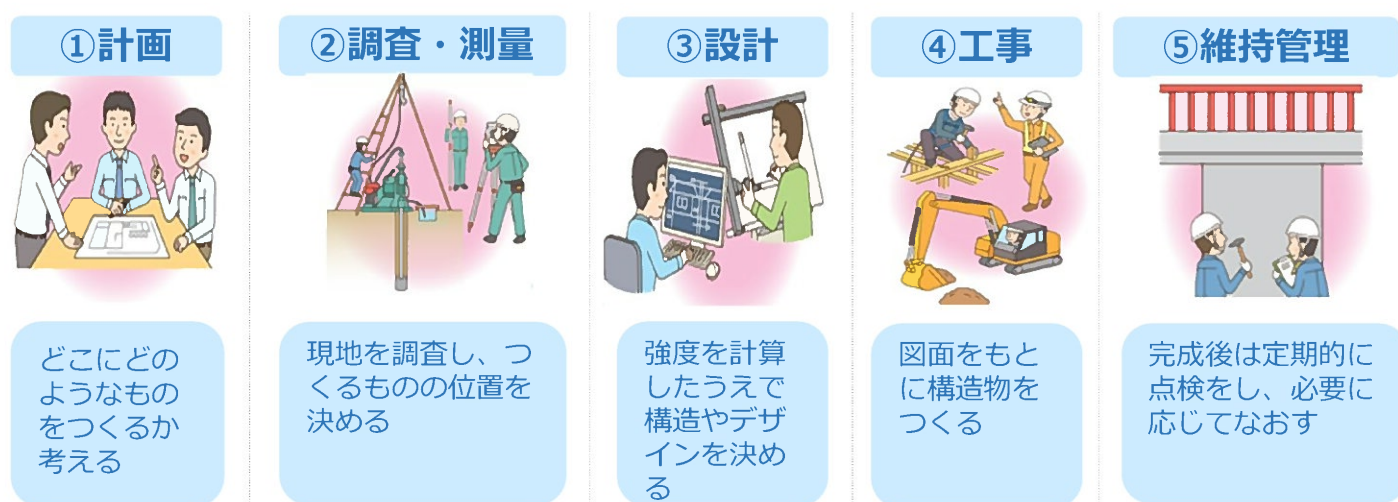 ①計画
どこにどの
ようなもの
をつくるか
考える
②調査・測量
現地を調査し、つ
くるものの位置を
決める
③設計
強度を計算
したうえで
構造やデザ
インを決め
る
④工事
図面をもと
に構造物を
つくる
⑤維持管理
完成後は定期的に
点検をし、必要に
応じてなおす